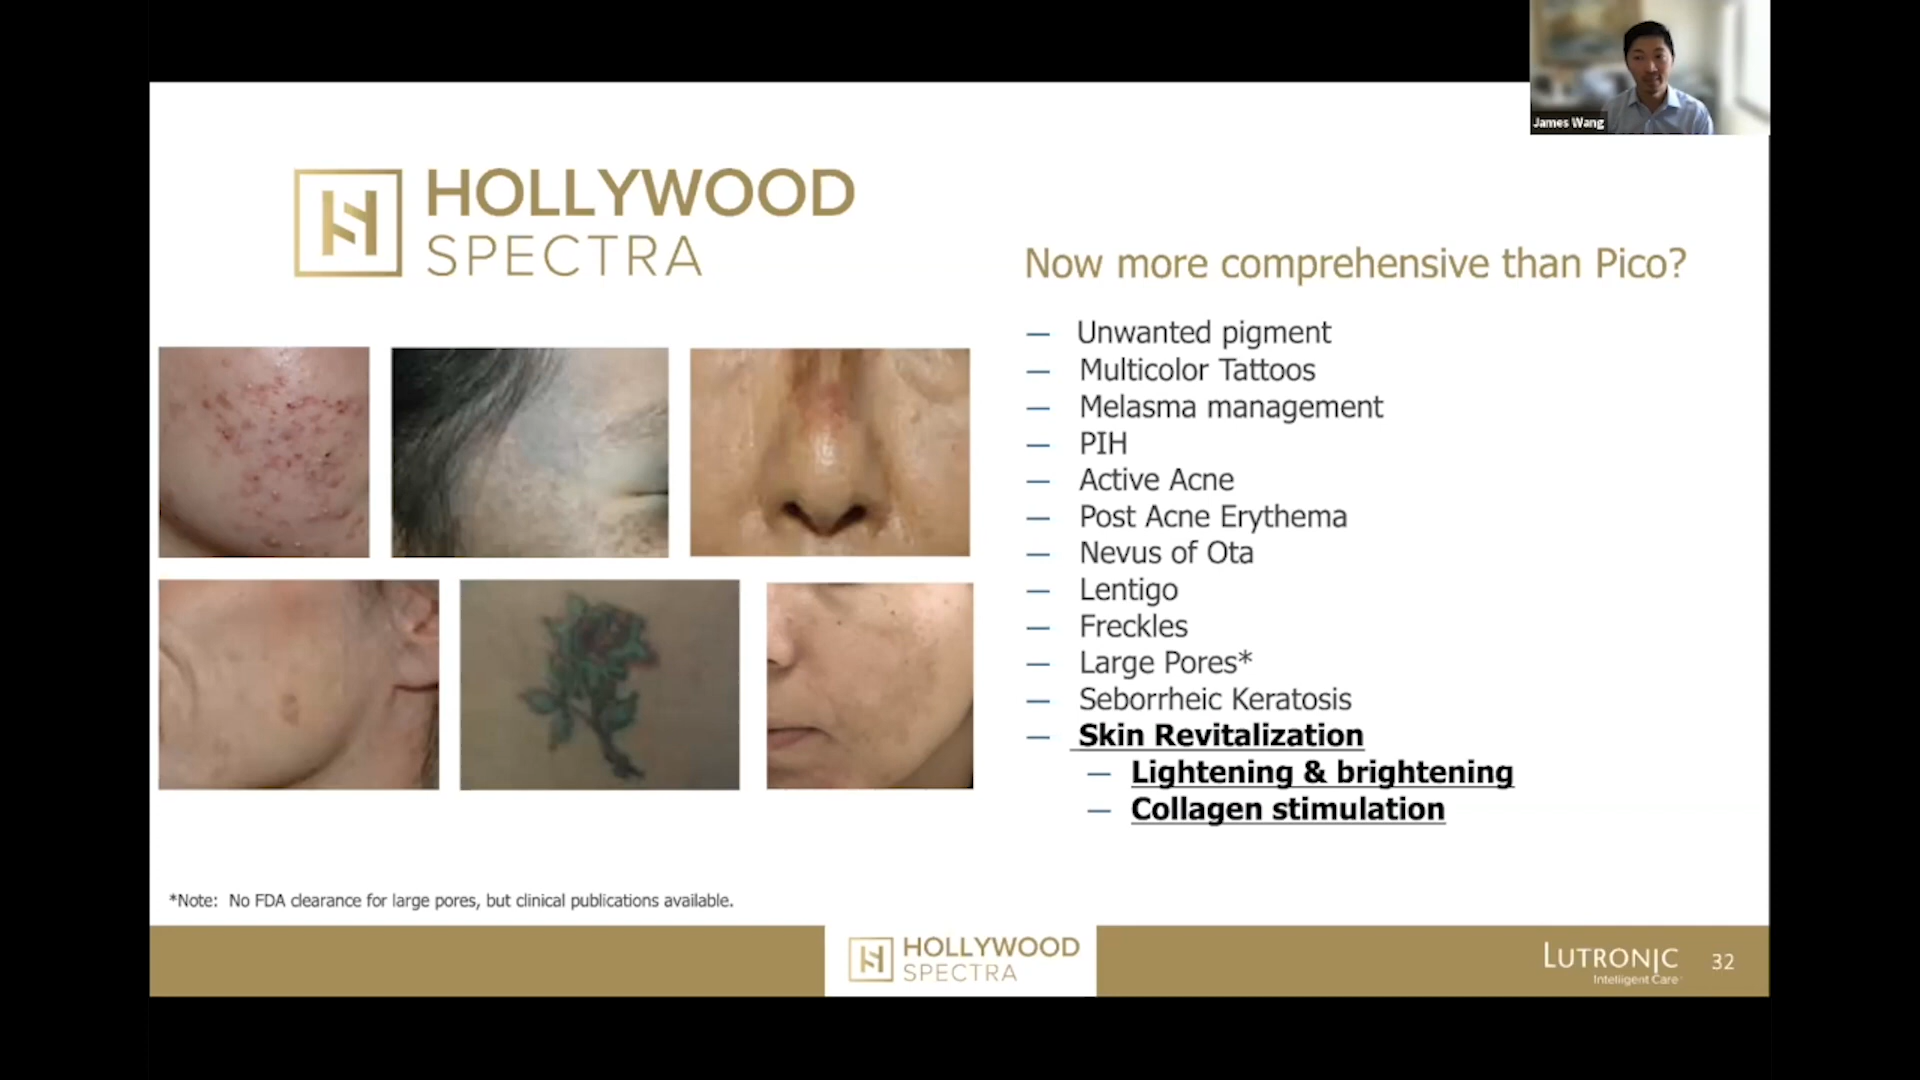 James Wang
HOLLYWOOD
SPECTRA
Now more comprehensive than Pico?
— Unwanted pigment
— Multicolor Tattoos
— Melasma management
— PIH
— Active Acne
— Post Acne Erythema
— Nevus of Ota
— Lentigo
— Freckles
— Large Pores*
— Seborrheic Keratosis
— Skin Revitalization
— Lightening & brightening
— Collagen stimulation
*Note: No FDA clearance for large pores, but clinical publications available.
HOLLYWOOD
SPECTRA
LUTRONIC
Intelligent Care
32